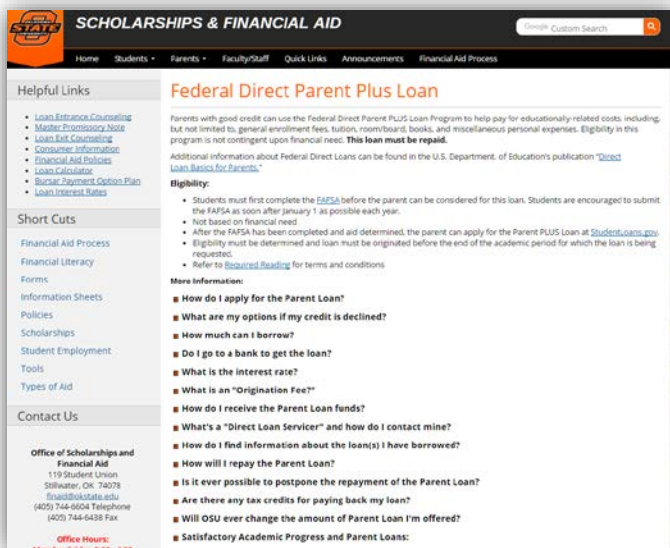 OKLAHOMA
STATE
UNIVERSITY
SCHOLARSHIPS & FINANCIAL AID
Google Custom Search
Home Students Parents Faculty/Staff Quick Links Announcements Financial Aid Process
Helpful Links
Loan Entrance Counseling
Master Promissory Note
Loan Exit Counseling
Consumer Information
Financial Aid Policies
Loan Calculator
Bursar Payment Option Plan
Loan Interest Rates
Short Cuts
Financial Aid Process
Financial Literacy
Forms
Information Sheets
Policies
Scholarships
Student Employment
Tools
Types of Aid
Contact Us
Office of Scholarships and
Financial Aid
119 Student Union
Stillwater, OK 74078
finaid@okstate.edu
(405) 744-6604 Telephone
(405) 744-6438 Fax
Office Hours:
Federal Direct Parent Plus Loan
Parents with good credit can use the Federal Direct Parent PLUS Loan Program to help pay for educationally-related costs, including,
but not limited to, general enrollment fees, tuition, room/board, books, and miscellaneous personal expenses. Eligibility in this
program is not contingent upon financial need. This loan must be repaid.
Additional information about Federal Direct Loans can be found in the U.S. Department. of Education's publication "Direct
Loan Basics for Parents."
Eligibility:
Students must first complete the FAFSA before the parent can be considered for this loan. Students are encouraged to submit
the FAFSA as soon after January 1 as possible each year.
Not based on financial need
After the FAFSA has been completed and aid determined, the parent can apply for the Parent PLUS Loan at StudentLoans.gov.
Eligibility must be determined and loan must be originated before the end of the academic period for which the loan is being
requested.
Refer to Required Reading for terms and conditions
More Information:
How do I apply for the Parent Loan?
What are my options if my credit is declined?
How much can I borrow?
Do I go to a bank to get the loan?
What is the interest rate?
What is an "Origination Fee?"
How do I receive the Parent Loan funds?
What's a "Direct Loan Servicer" and how do I contact mine?
How do I find information about the loan(s) I have borrowed?
How will I repay the Parent Loan?
Is it ever possible to postpone the repayment of the Parent Loan?
Are there any tax credits for paying back my loan?
Will OSU ever change the amount of Parent Loan I'm offered?
Satisfactory Academic Progress and Parent Loans: